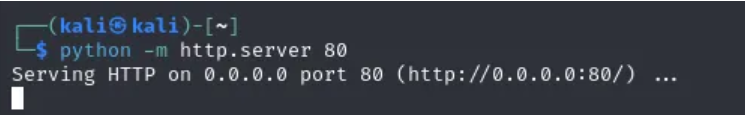 ┌──(kali㉿kali)-[~]
└─$ python -m http.server 80
Serving HTTP on 0.0.0.0 port 80 (http://0.0.0.0:80/) ...